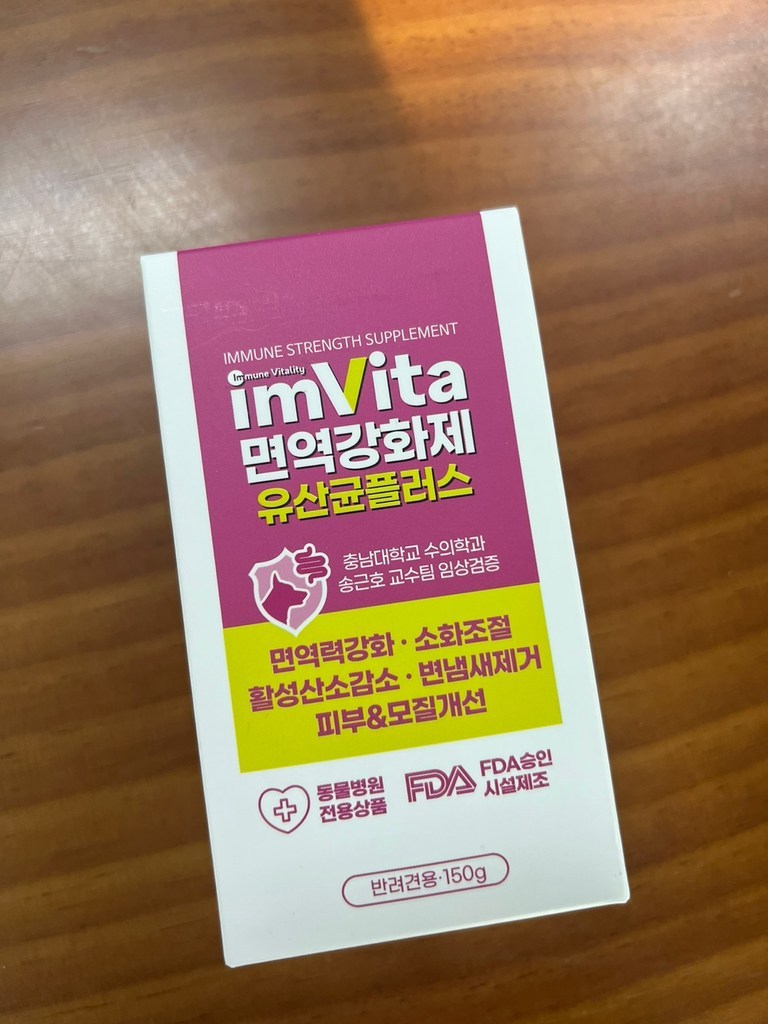 IMMUNE STRENGTH SUPPLEMENT
Immune Vitality
imVita
면역강화제
유산균플러스
충남대학교 수의학과
송근호 교수팀 임상검증
면역력강화 · 소화조절
활성산소감소 · 변냄새제거
피부&모질개선
동물병원
전용상품
FDA
FDA승인
시설제조
반려견용·150g